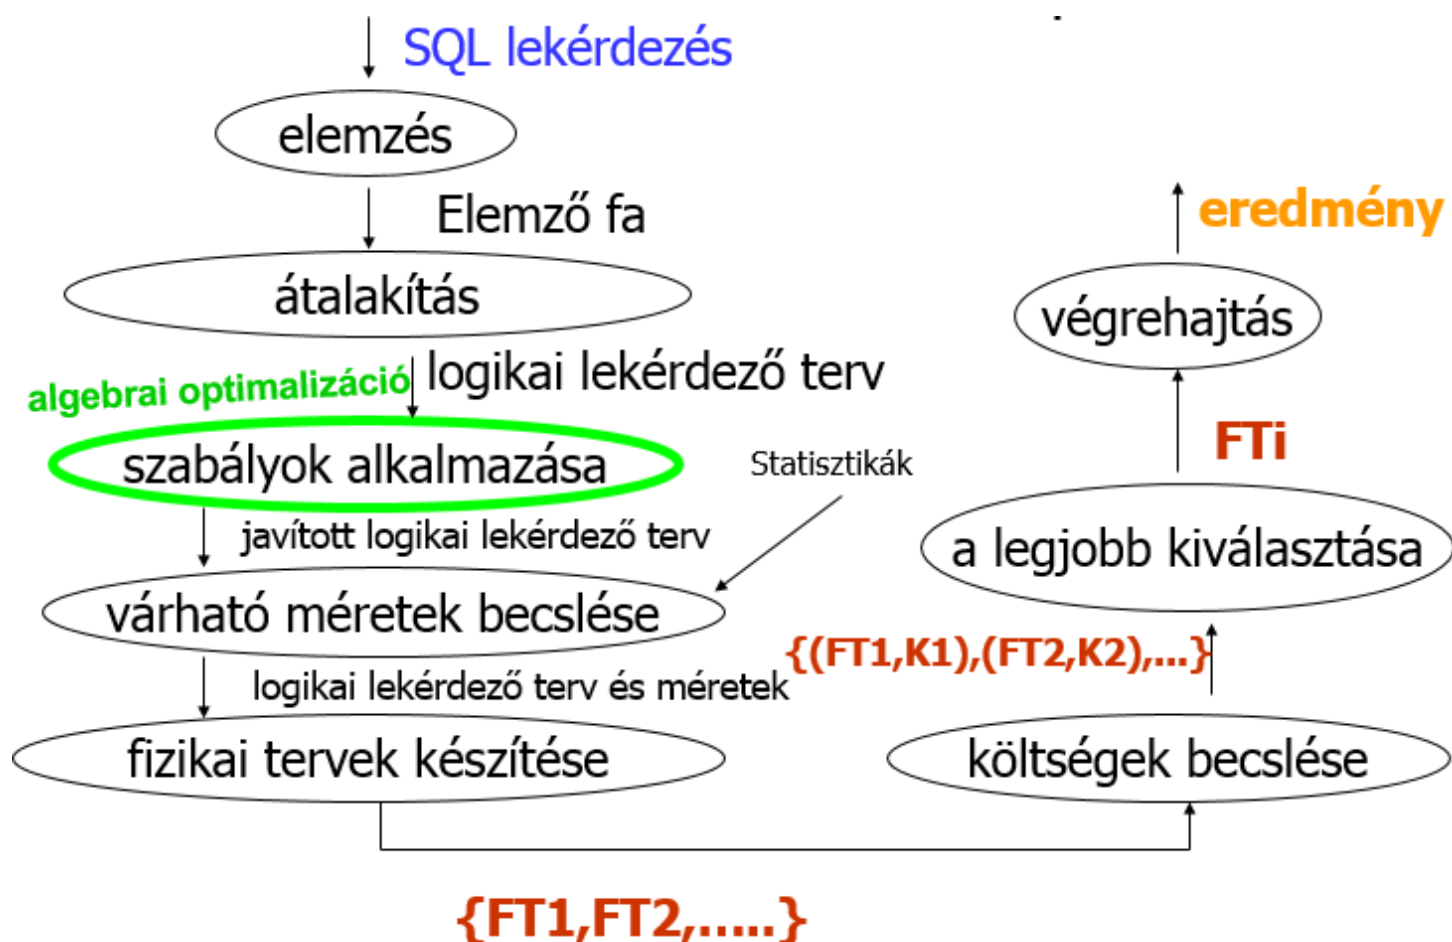 SQL lekérdezés
elemzés
Elemző fa
átalakítás
algebrai optimalizáció
logikai lekérdező terv
szabályok alkalmazása
Statisztikák
javított logikai lekérdező terv
várható méretek becslése
logikai lekérdező terv és méretek
fizikai tervek készítése
{FT1,FT2,.....}
költségek becslése
{(FT1,K1),(FT2,K2),...}
a legjobb kiválasztása
FTi
végrehajtás
eredmény